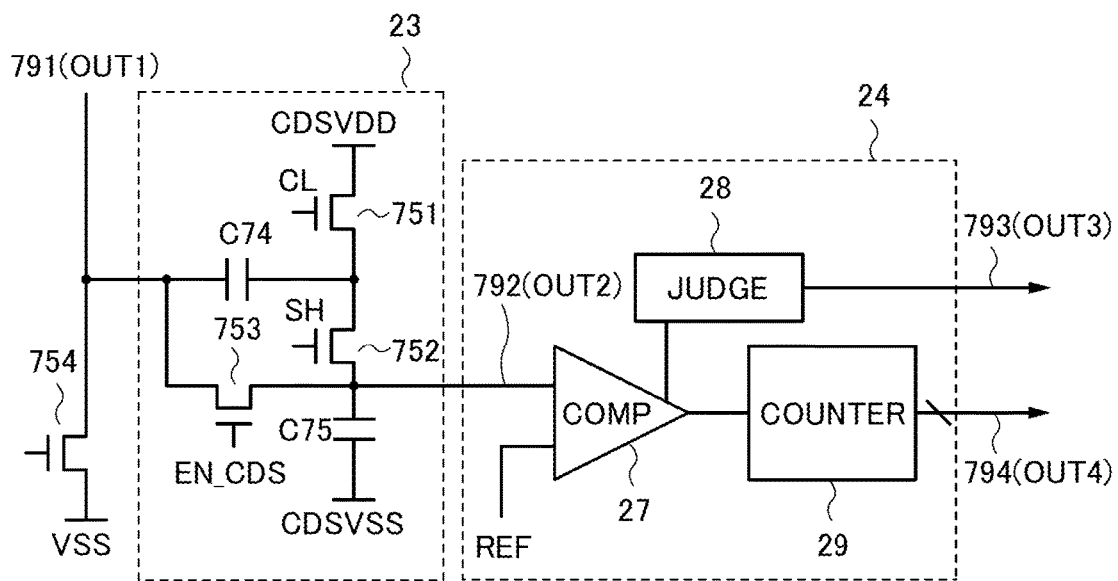 23
791(OUT1)
24
CDSVDD
CL
751
28
C74
793(OUT3)
792(OUT2)
JUDGE
SH
753
752
754
COMP
COUNTER
C75
EN_CDS
794(OUT4)
CDSVSS
27
VSS
REF
29